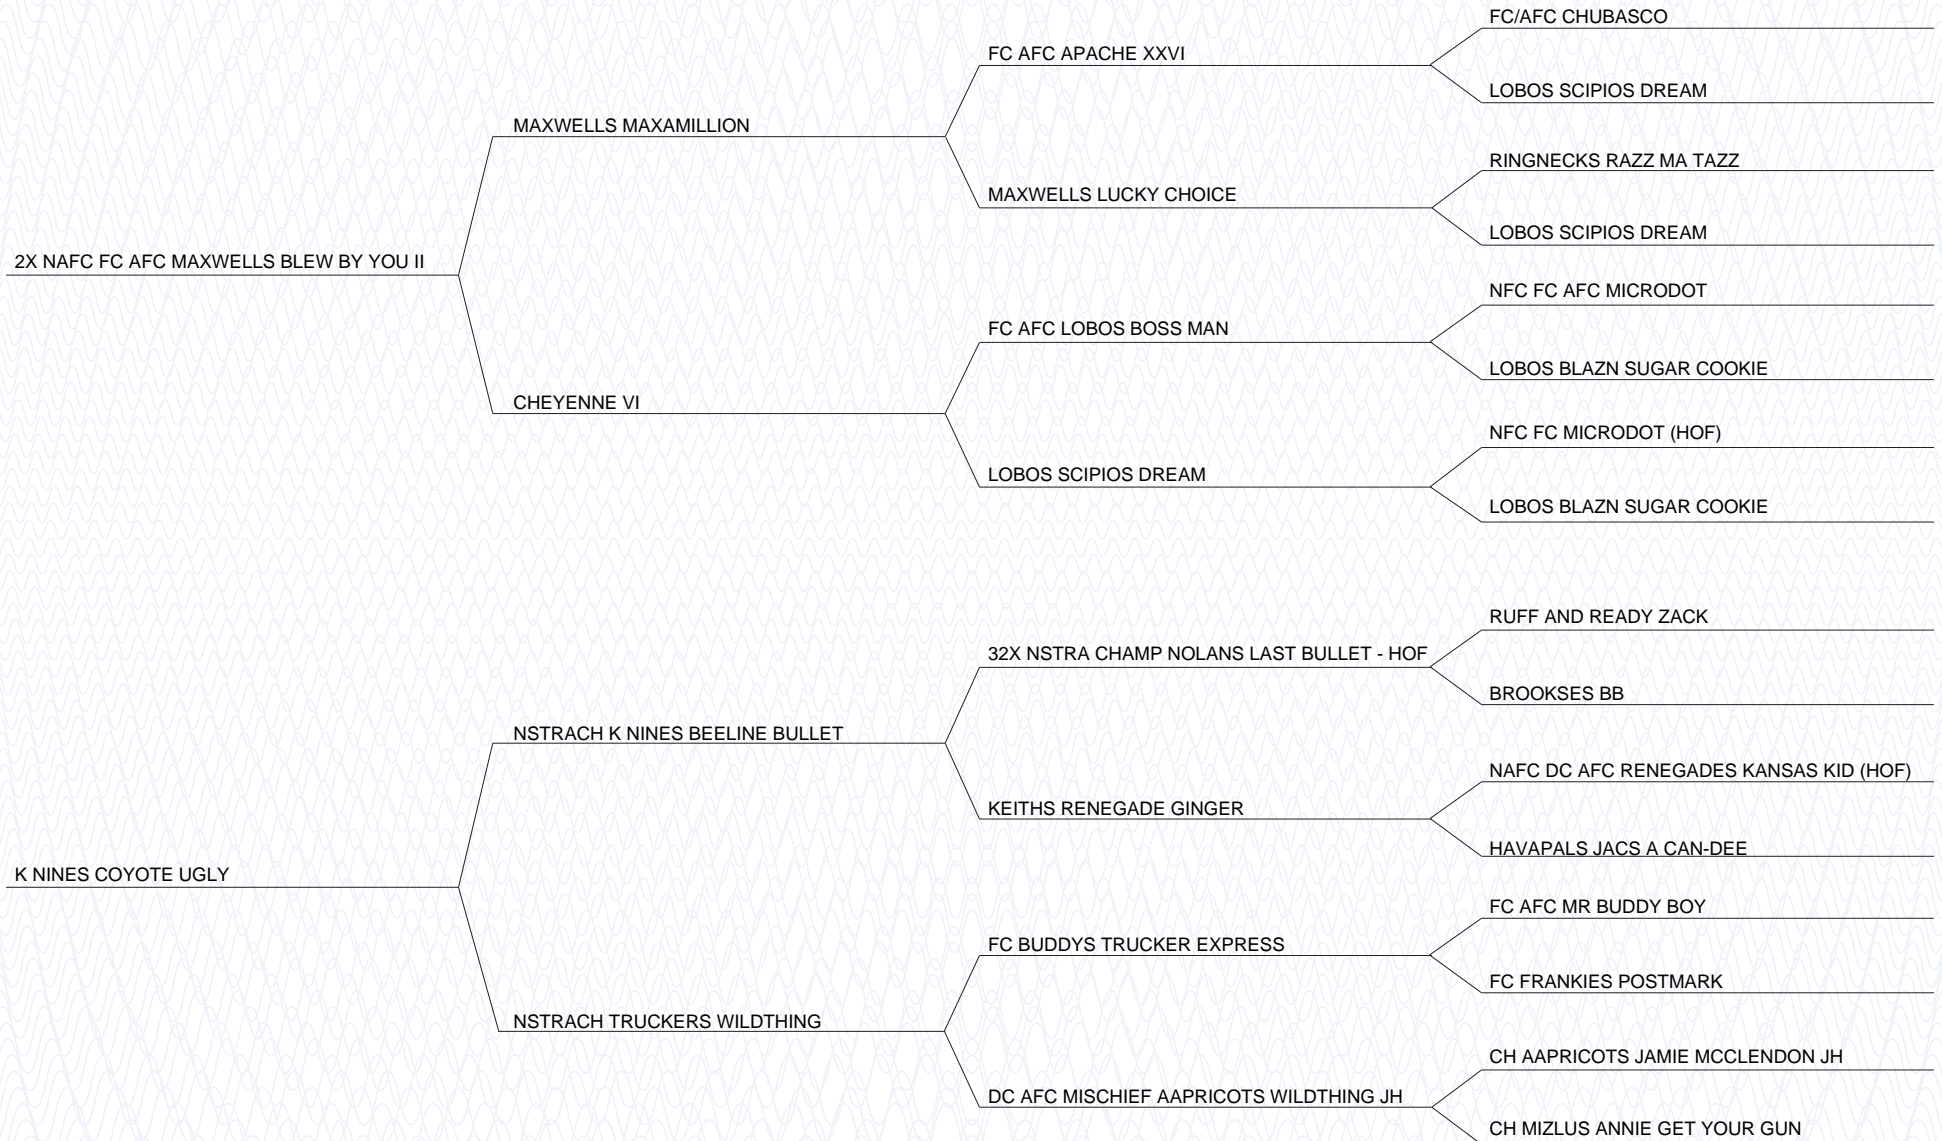 FC/AFC CHUBASCO
FC AFC APACHE XXVI
LOBOS SCIPIOS DREAM
MAXWELLS MAXAMILLION
RINGNECKS RAZZ MA TAZZ
MAXWELLS LUCKY CHOICE
LOBOS SCIPIOS DREAM
2X NAFC FC AFC MAXWELLS BLEW BY YOU II
NFC FC AFC MICRODOT
FC AFC LOBOS BOSS MAN
LOBOS BLAZN SUGAR COOKIE
CHEYENNE VI
NFC FC MICRODOT (HOF)
LOBOS SCIPIOS DREAM
LOBOS BLAZN SUGAR COOKIE
RUFF AND READY ZACK
32X NSTRA CHAMP NOLANS LAST BULLET - HOF
BROOKSES BB
NSTRACH K NINES BEELINE BULLET
NAFC DC AFC RENEGADES KANSAS KID (HOF)
KEITHS RENEGADE GINGER
HAVAPALS JACS A CAN-DEE
K NINES COYOTE UGLY
FC AFC MR BUDDY BOY
FC BUDDYS TRUCKER EXPRESS
FC FRANKIES POSTMARK
NSTRACH TRUCKERS WILDTHING
CH AAPRICOTS JAMIE MCCLENDON JH
DC AFC MISCHIEF AAPRICOTS WILDTHING JH
CH MIZLUS ANNIE GET YOUR GUN